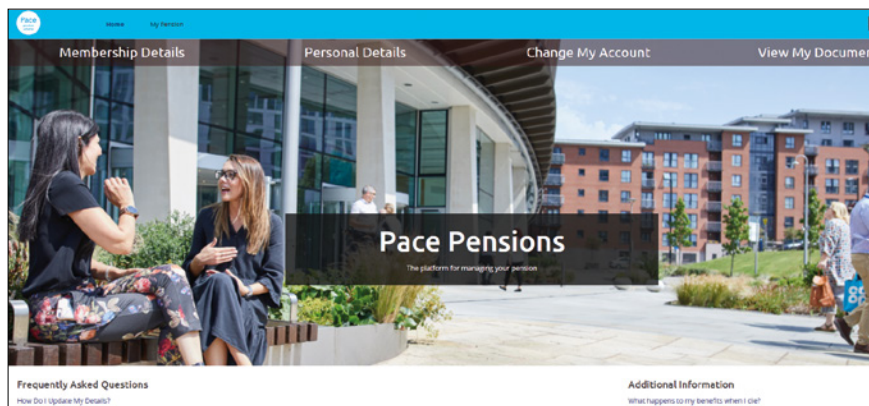 Pace
Home My Pension
Membership Details Personal Details Change My Account View My Documen
Pace Pensions
The platform for managing your pension
Frequently Asked Questions Additional Information
How Do I Update My Details? What happens to my benefits when I die?